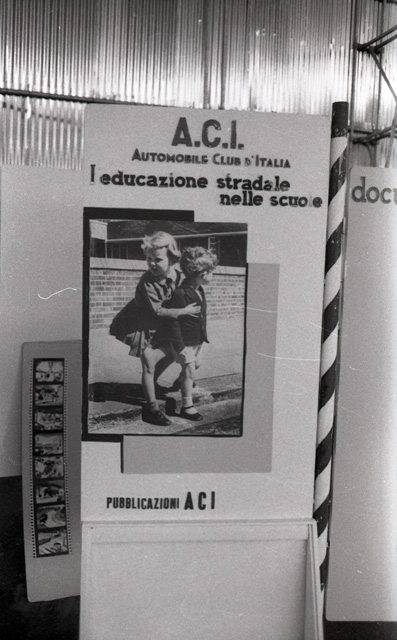 A.C.I.
AUTOMOBILE CLUB D'ITALIA
l educazione stradale
nelle scuole
docu
PUBBLICAZIONI ACI